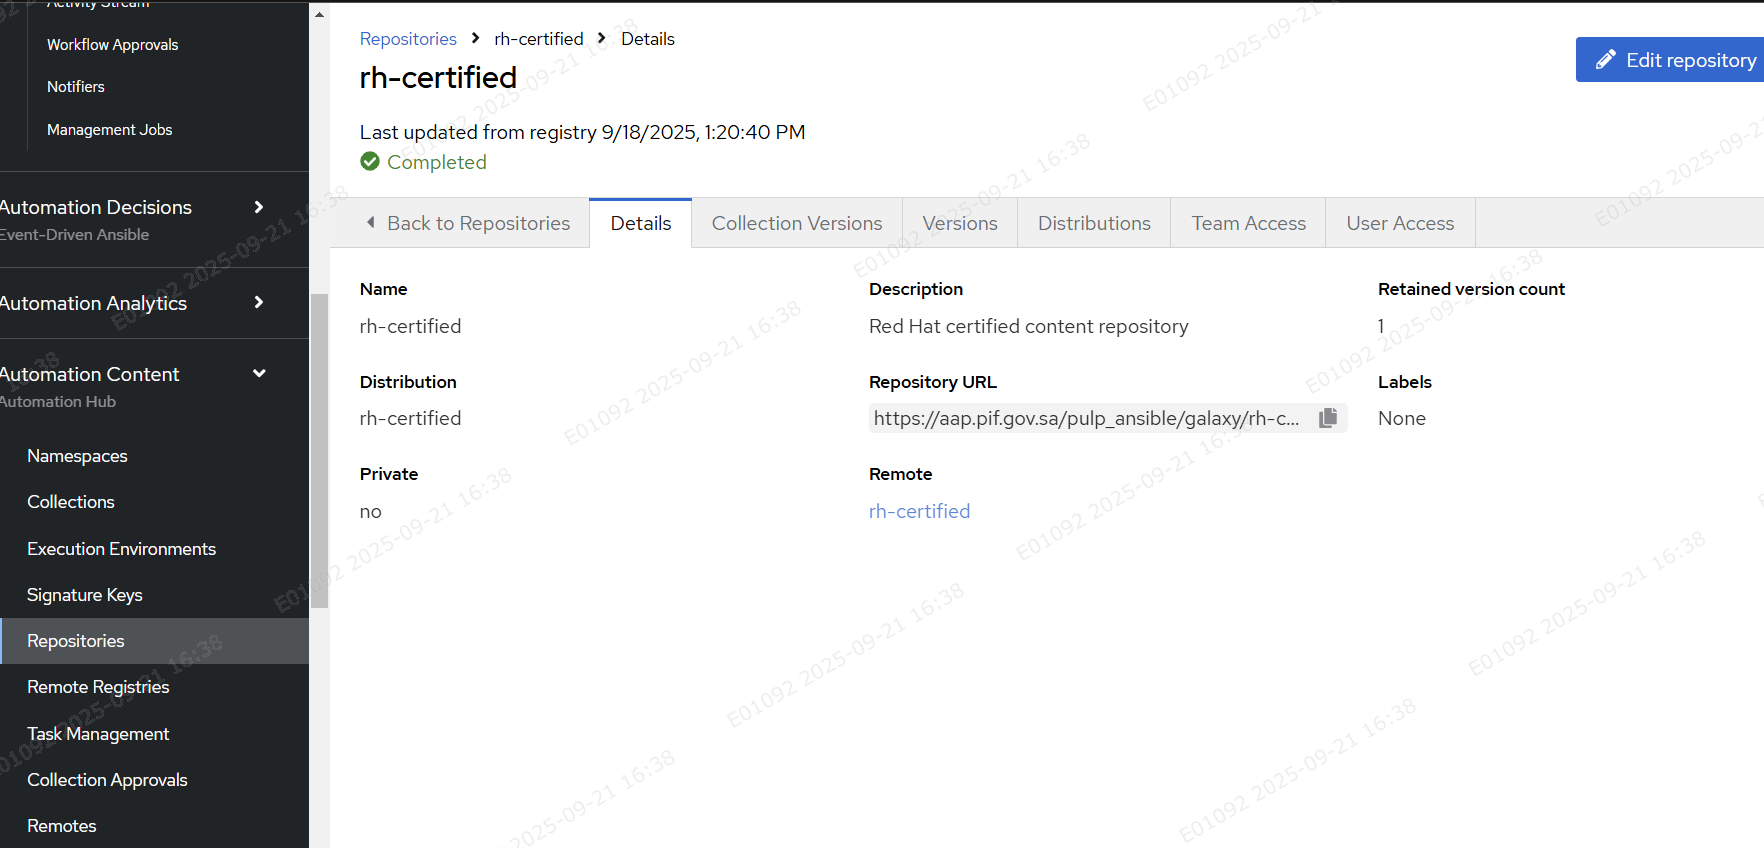 Activity Stream
Workflow Approvals
Notifiers
Management Jobs
Automation Decisions
Event-Driven Ansible
Automation Analytics
Automation Content
Automation Hub
Namespaces
Collections
Execution Environments
Signature Keys
Repositories
Remote Registries
Task Management
Collection Approvals
Remotes
Repositories > rh-certified > Details
rh-certified
Edit repository
Last updated from registry 9/18/2025, 1:20:40 PM
Completed
Back to Repositories Details Collection Versions Versions Distributions Team Access User Access
Name
rh-certified
Description
Red Hat certified content repository
Retained version count
1
Distribution
rh-certified
Repository URL
https://aap.pif.gov.sa/pulp_ansible/galaxy/rh-c...
Labels
None
Private
no
Remote
rh-certified
E01092 2025-09-21 16:38